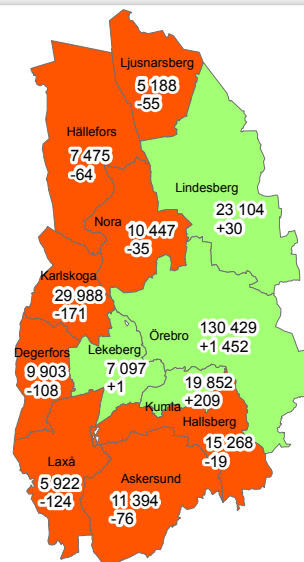 Ljusnarsberg
5 188
-55
Hällefors
7 475
-64
Lindesberg
23 104
+30
Nora
10 447
-35
Karlskoga
29 988
-171
Örebro
130 429
+1 452
Degerfors
9 903
-108
Lekeberg
7 097
+1
19 852
+209
Kumla
Hallsberg
15 268
-19
Laxå
5 922
-124
Askersund
11 394
-76